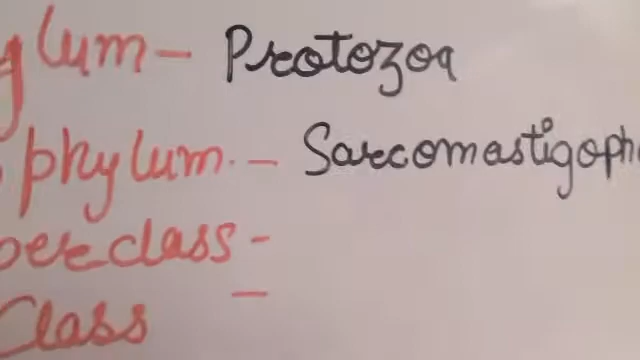 ylum - Protozoa
phylum. - Sarcomastigoph
perclass -
Class -